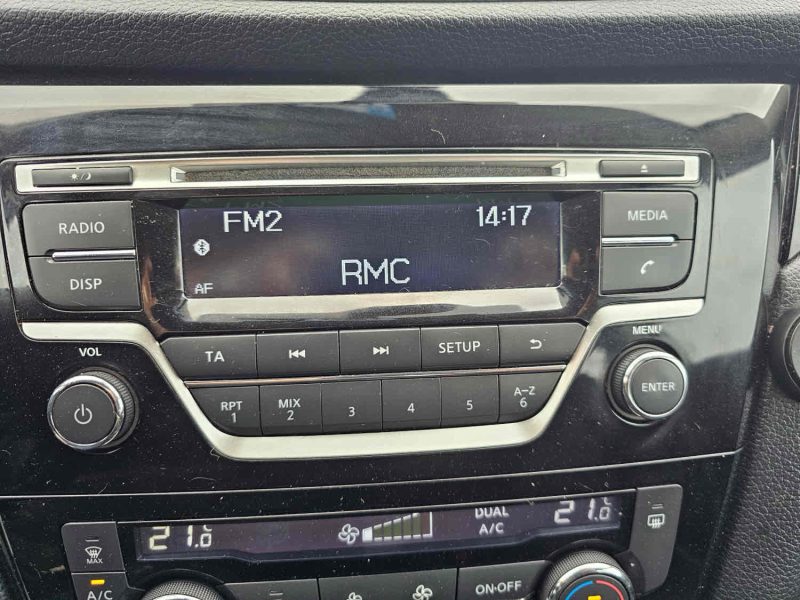 RADIO
DISP
FM2 14:17
RMC
AF
MEDIA
VOL
TA
SETUP
MENU
ENTER
RPT
1
MIX
2
3
4
5
A-Z
6
MAX
A/C
21.0°C
DUAL
A/C
21.0°C
ON·OFF